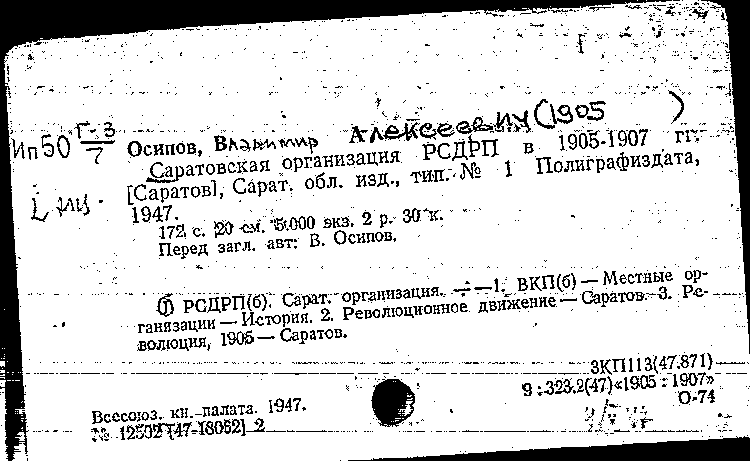 Ип50 Г-3/7
Осипов, Владимир Алексеевич (1905 )
Саратовская организация РСДРП в 1905-1907 гг.
[Саратов], Сарат. обл. изд., тип. № 1 Полиграфиздата,
1947.
172 с. 20 см. 5.000 экз. 2 р. 30 к.
Перед загл. авт: В. Осипов.
① РСДРП(б). Сарат. организация. — — 1. ВКП(б) — Местные ор-
ганизации — История. 2. Революционное движение — Саратов. 3. Ре-
волюция, 1905 — Саратов.
3КП113(47.871)
9:323.2(47)«1905:1907»
О-74
Всесоюз. кн. палата. 1947.
№ 12502 [47-18052] 2